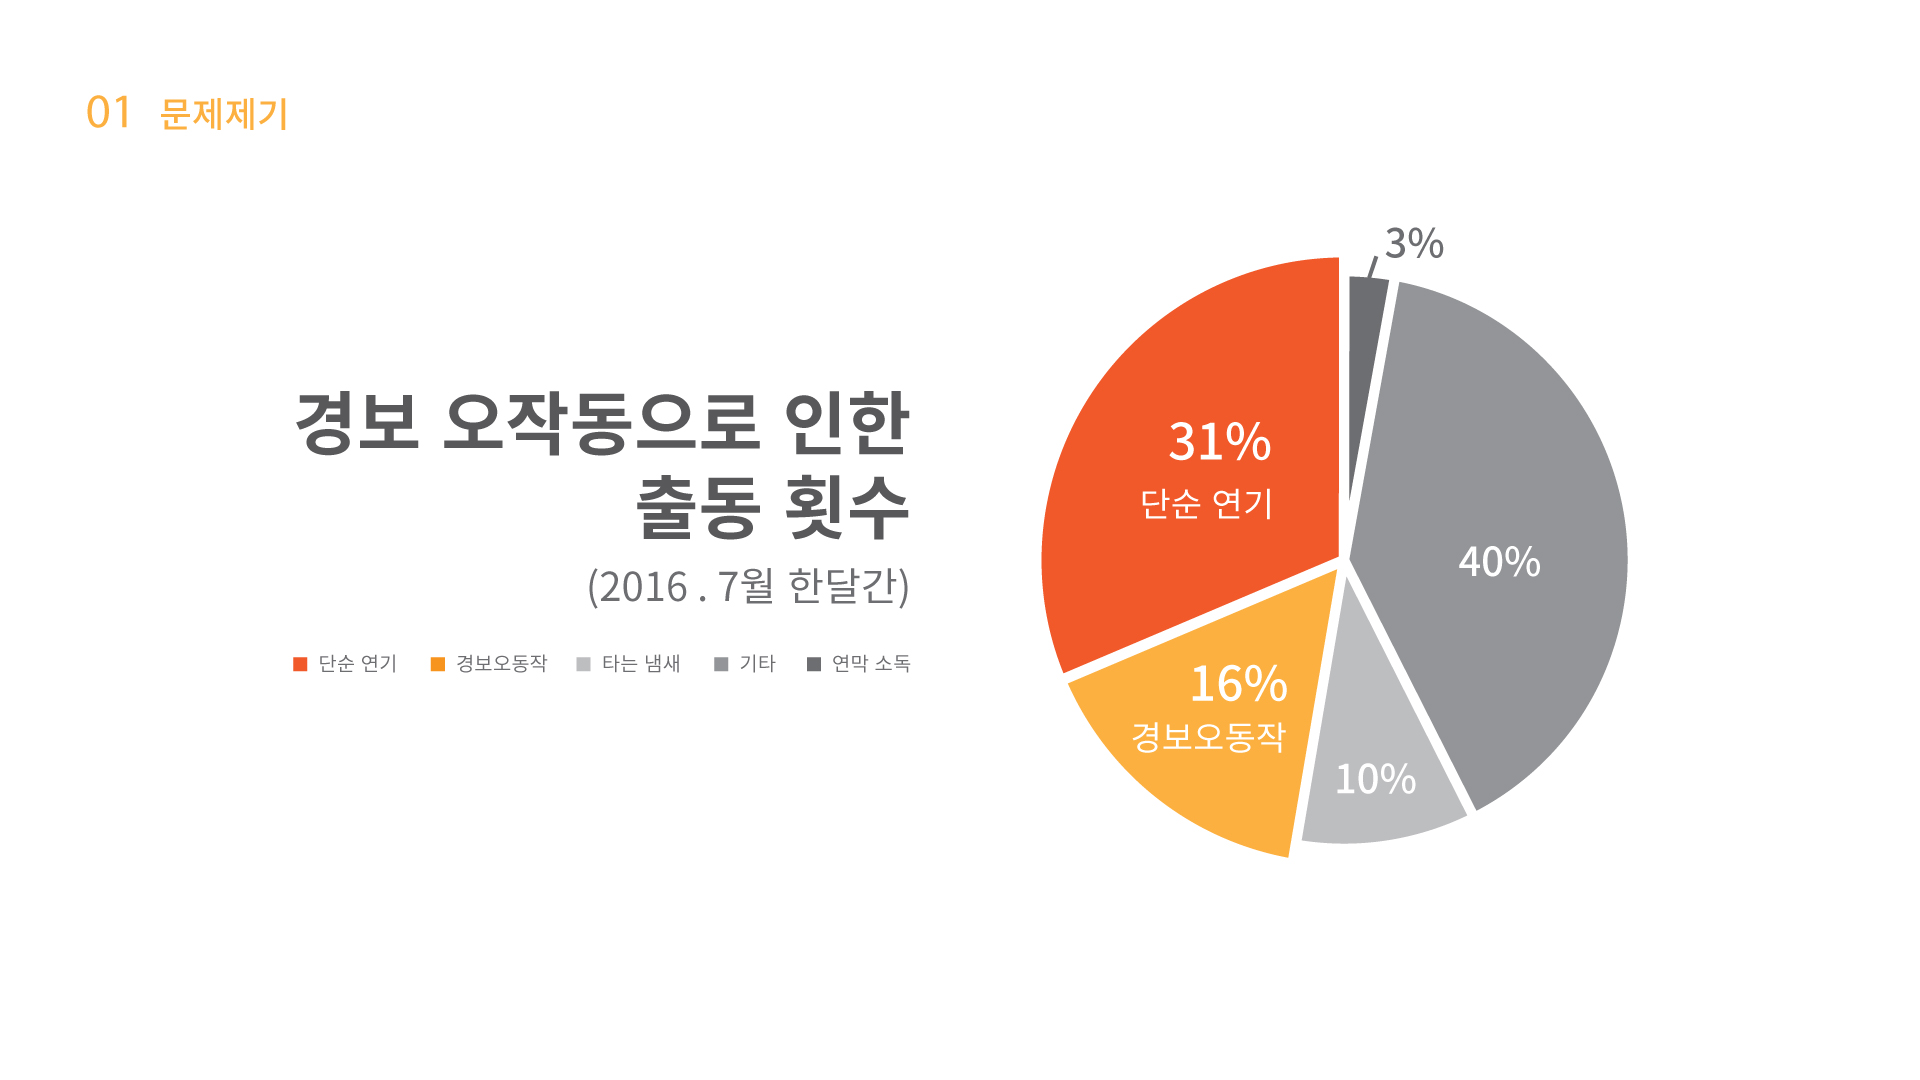 01 문제제기
경보 오작동으로 인한
출동 횟수
(2016 . 7월 한달간)
단순 연기 경보오동작 타는 냄새 기타 연막 소독
3%
31%
단순 연기
40%
16%
경보오동작
10%